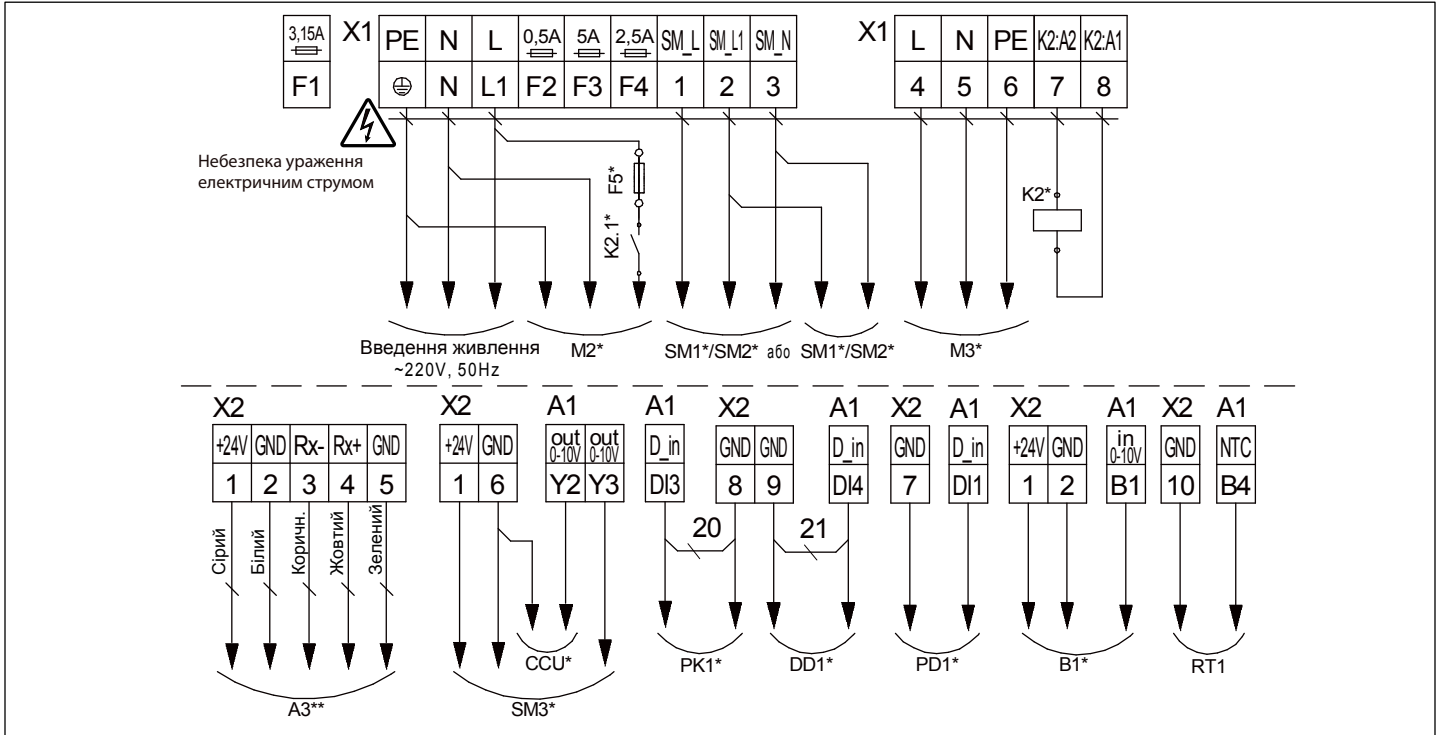 3,15A X1 PE N L 0,5A 5A 2,5A SM_L SM_L1 SM_N X1 L N PE K2:A2 K2:A1
F1 N L1 F2 F3 F4 1 2 3 4 5 6 7 8
Небезпека ураження
електричним струмом
F5*
K2.1*
K2*
Введення живлення
~220V, 50Hz
M2*
SM1*/SM2* або SM1*/SM2*
M3*
X2 X2 A1 A1 X2 A1 X2 A1 X2 A1 X2 A1
+24V GND Rx- Rx+ GND +24V GND out 0-10V out 0-10V D_in GND GND D_in GND D_in +24V GND in 0-10V GND NTC
1 2 3 4 5 1 6 Y2 Y3 DI3 8 9 DI4 7 DI1 1 2 B1 10 B4
Сірий
Білий
Коричн.
Жовтий
Зелений
20 21
CCU* PK1* DD1* PD1* B1* RT1
A3** SM3*